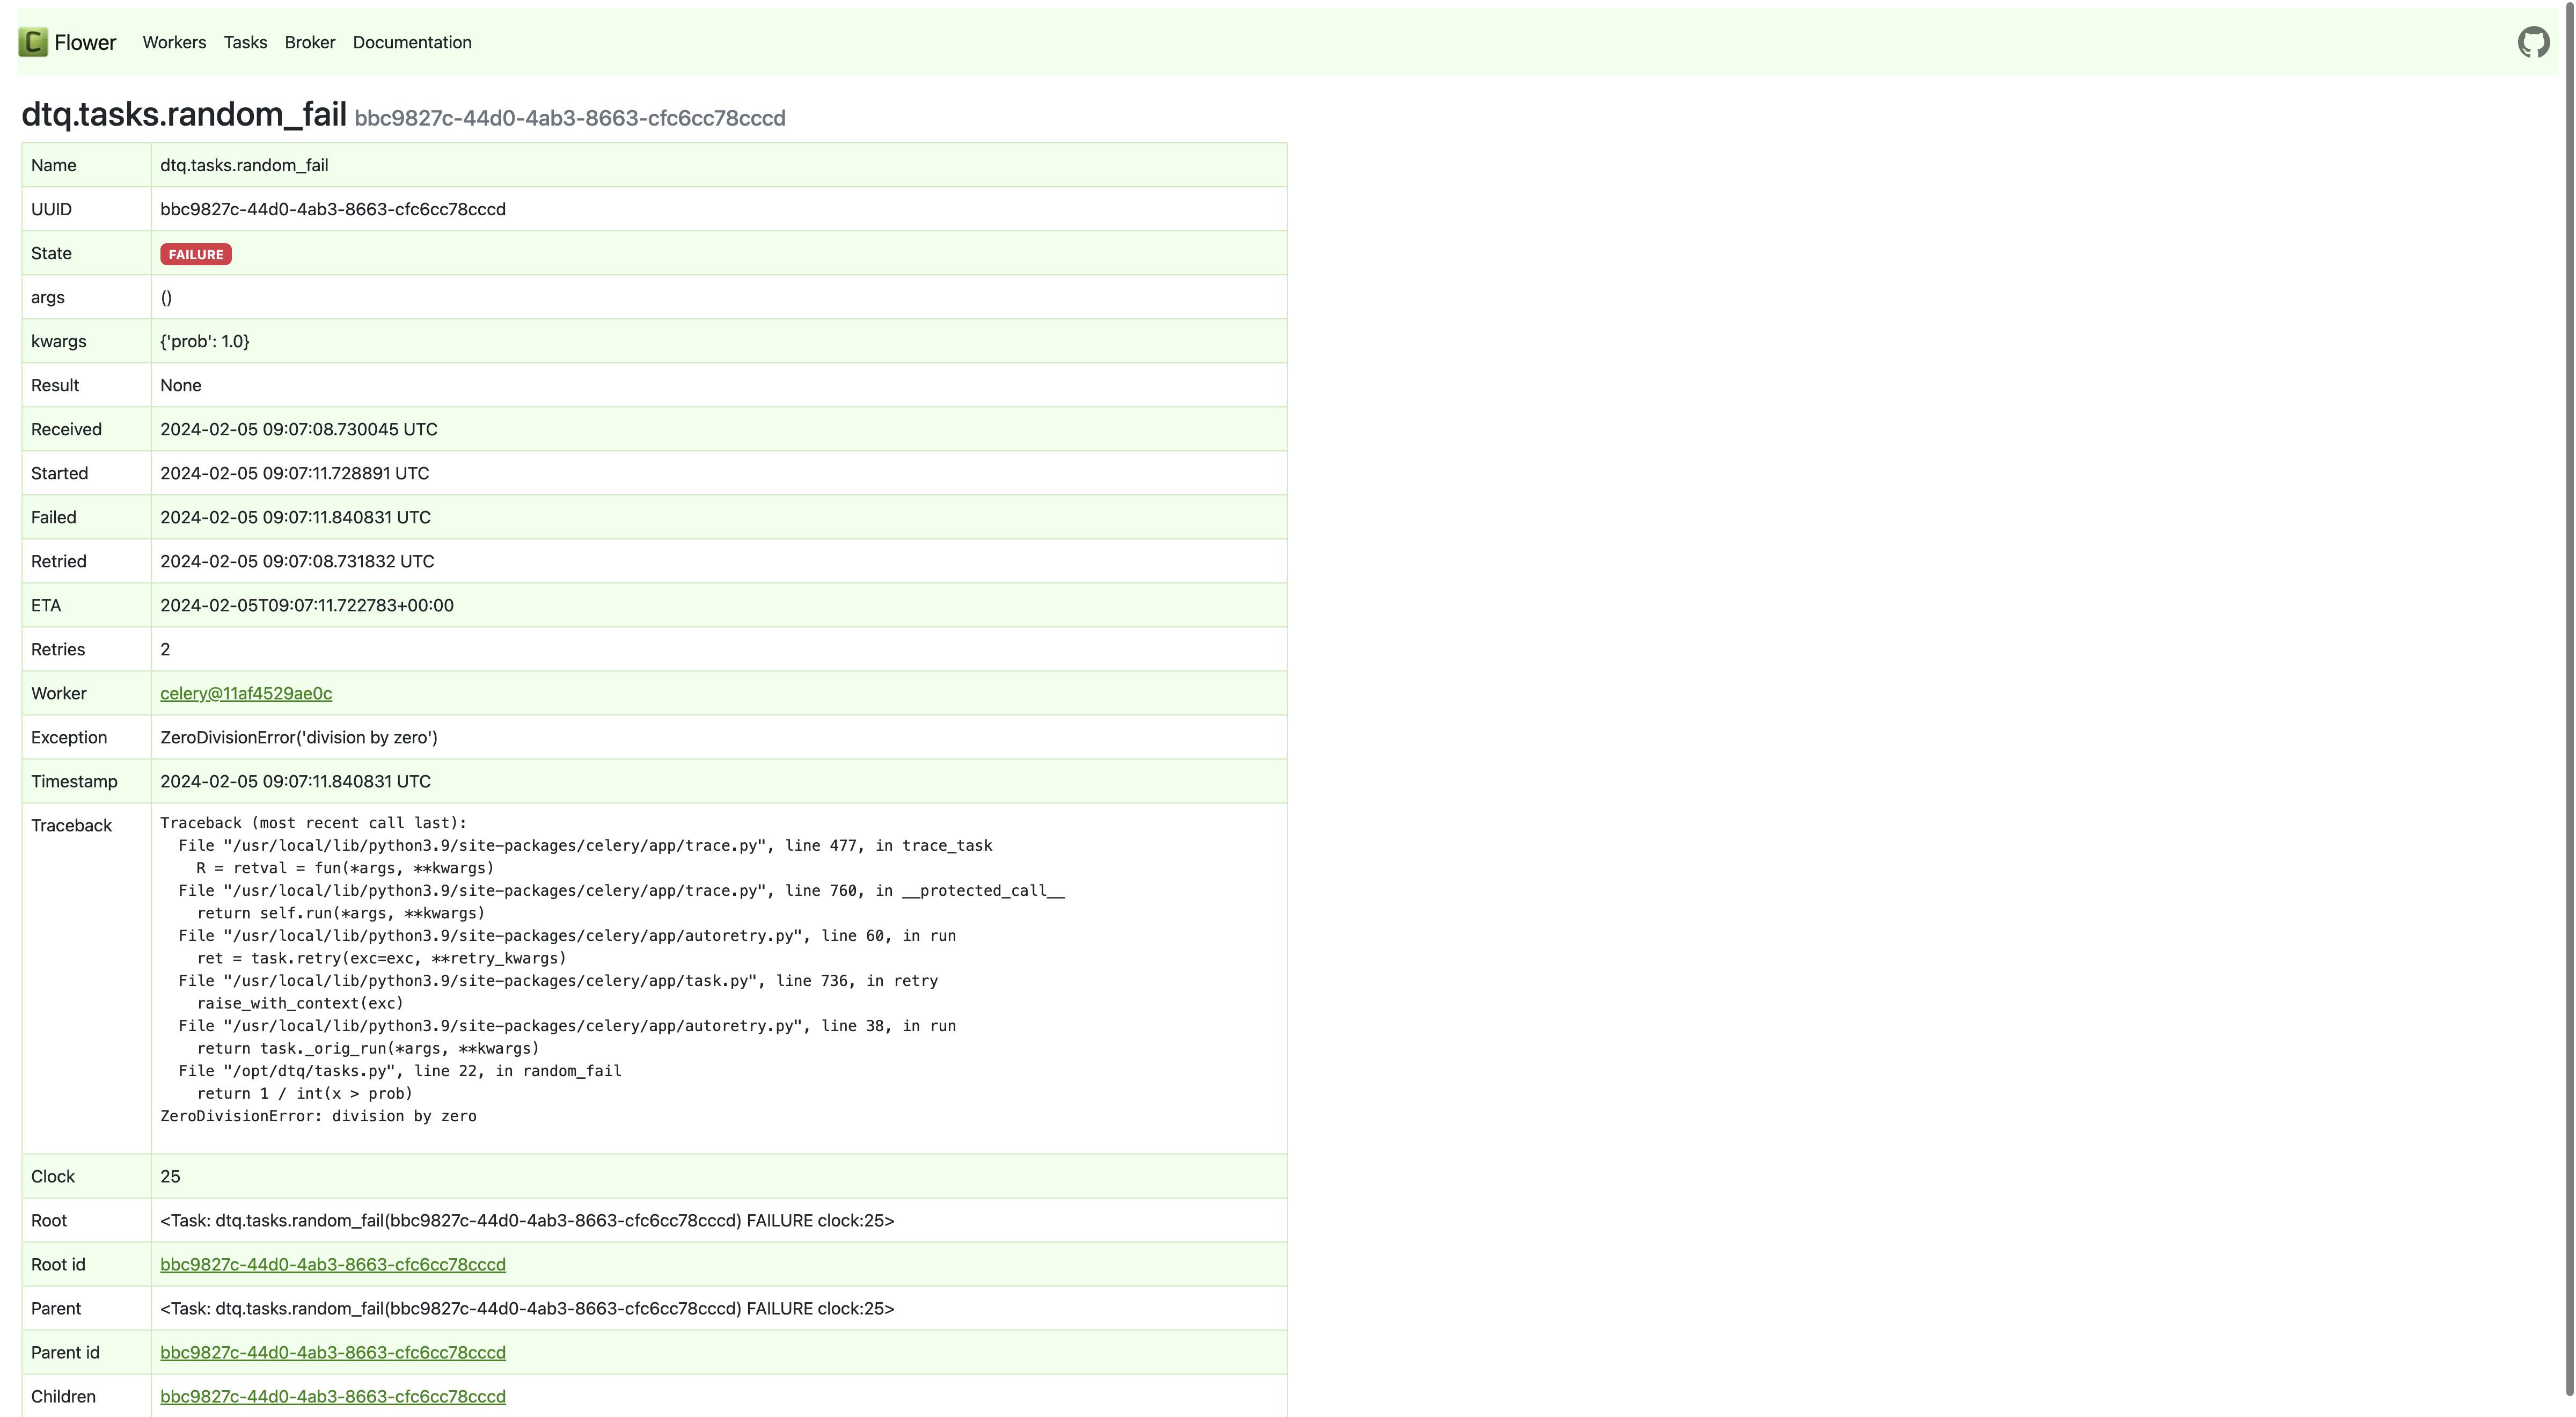 Flower Workers Tasks Broker Documentation
dtq.tasks.random_fail bbc9827c-44d0-4ab3-8663-cfc6cc78cccd
Name dtq.tasks.random_fail
UUID bbc9827c-44d0-4ab3-8663-cfc6cc78cccd
State FAILURE
args ()
kwargs {'prob': 1.0}
Result None
Received 2024-02-05 09:07:08.730045 UTC
Started 2024-02-05 09:07:11.728891 UTC
Failed 2024-02-05 09:07:11.840831 UTC
Retried 2024-02-05 09:07:08.731832 UTC
ETA 2024-02-05T09:07:11.722783+00:00
Retries 2
Worker celery@11af4529ae0c
Exception ZeroDivisionError('division by zero')
Timestamp 2024-02-05 09:07:11.840831 UTC
Traceback Traceback (most recent call last):
File "/usr/local/lib/python3.9/site-packages/celery/app/trace.py", line 477, in trace_task
R = retval = fun(*args, **kwargs)
File "/usr/local/lib/python3.9/site-packages/celery/app/trace.py", line 760, in __protected_call__
return self.run(*args, **kwargs)
File "/usr/local/lib/python3.9/site-packages/celery/app/autoretry.py", line 60, in run
ret = task.retry(exc=exc, **retry_kwargs)
File "/usr/local/lib/python3.9/site-packages/celery/app/task.py", line 736, in retry
raise_with_context(exc)
File "/usr/local/lib/python3.9/site-packages/celery/app/autoretry.py", line 38, in run
return task._orig_run(*args, **kwargs)
File "/opt/dtq/tasks.py", line 22, in random_fail
return 1 / int(x > prob)
ZeroDivisionError: division by zero
Clock 25
Root <Task: dtq.tasks.random_fail(bbc9827c-44d0-4ab3-8663-cfc6cc78cccd) FAILURE clock:25>
Root id bbc9827c-44d0-4ab3-8663-cfc6cc78cccd
Parent <Task: dtq.tasks.random_fail(bbc9827c-44d0-4ab3-8663-cfc6cc78cccd) FAILURE clock:25>
Parent id bbc9827c-44d0-4ab3-8663-cfc6cc78cccd
Children bbc9827c-44d0-4ab3-8663-cfc6cc78cccd